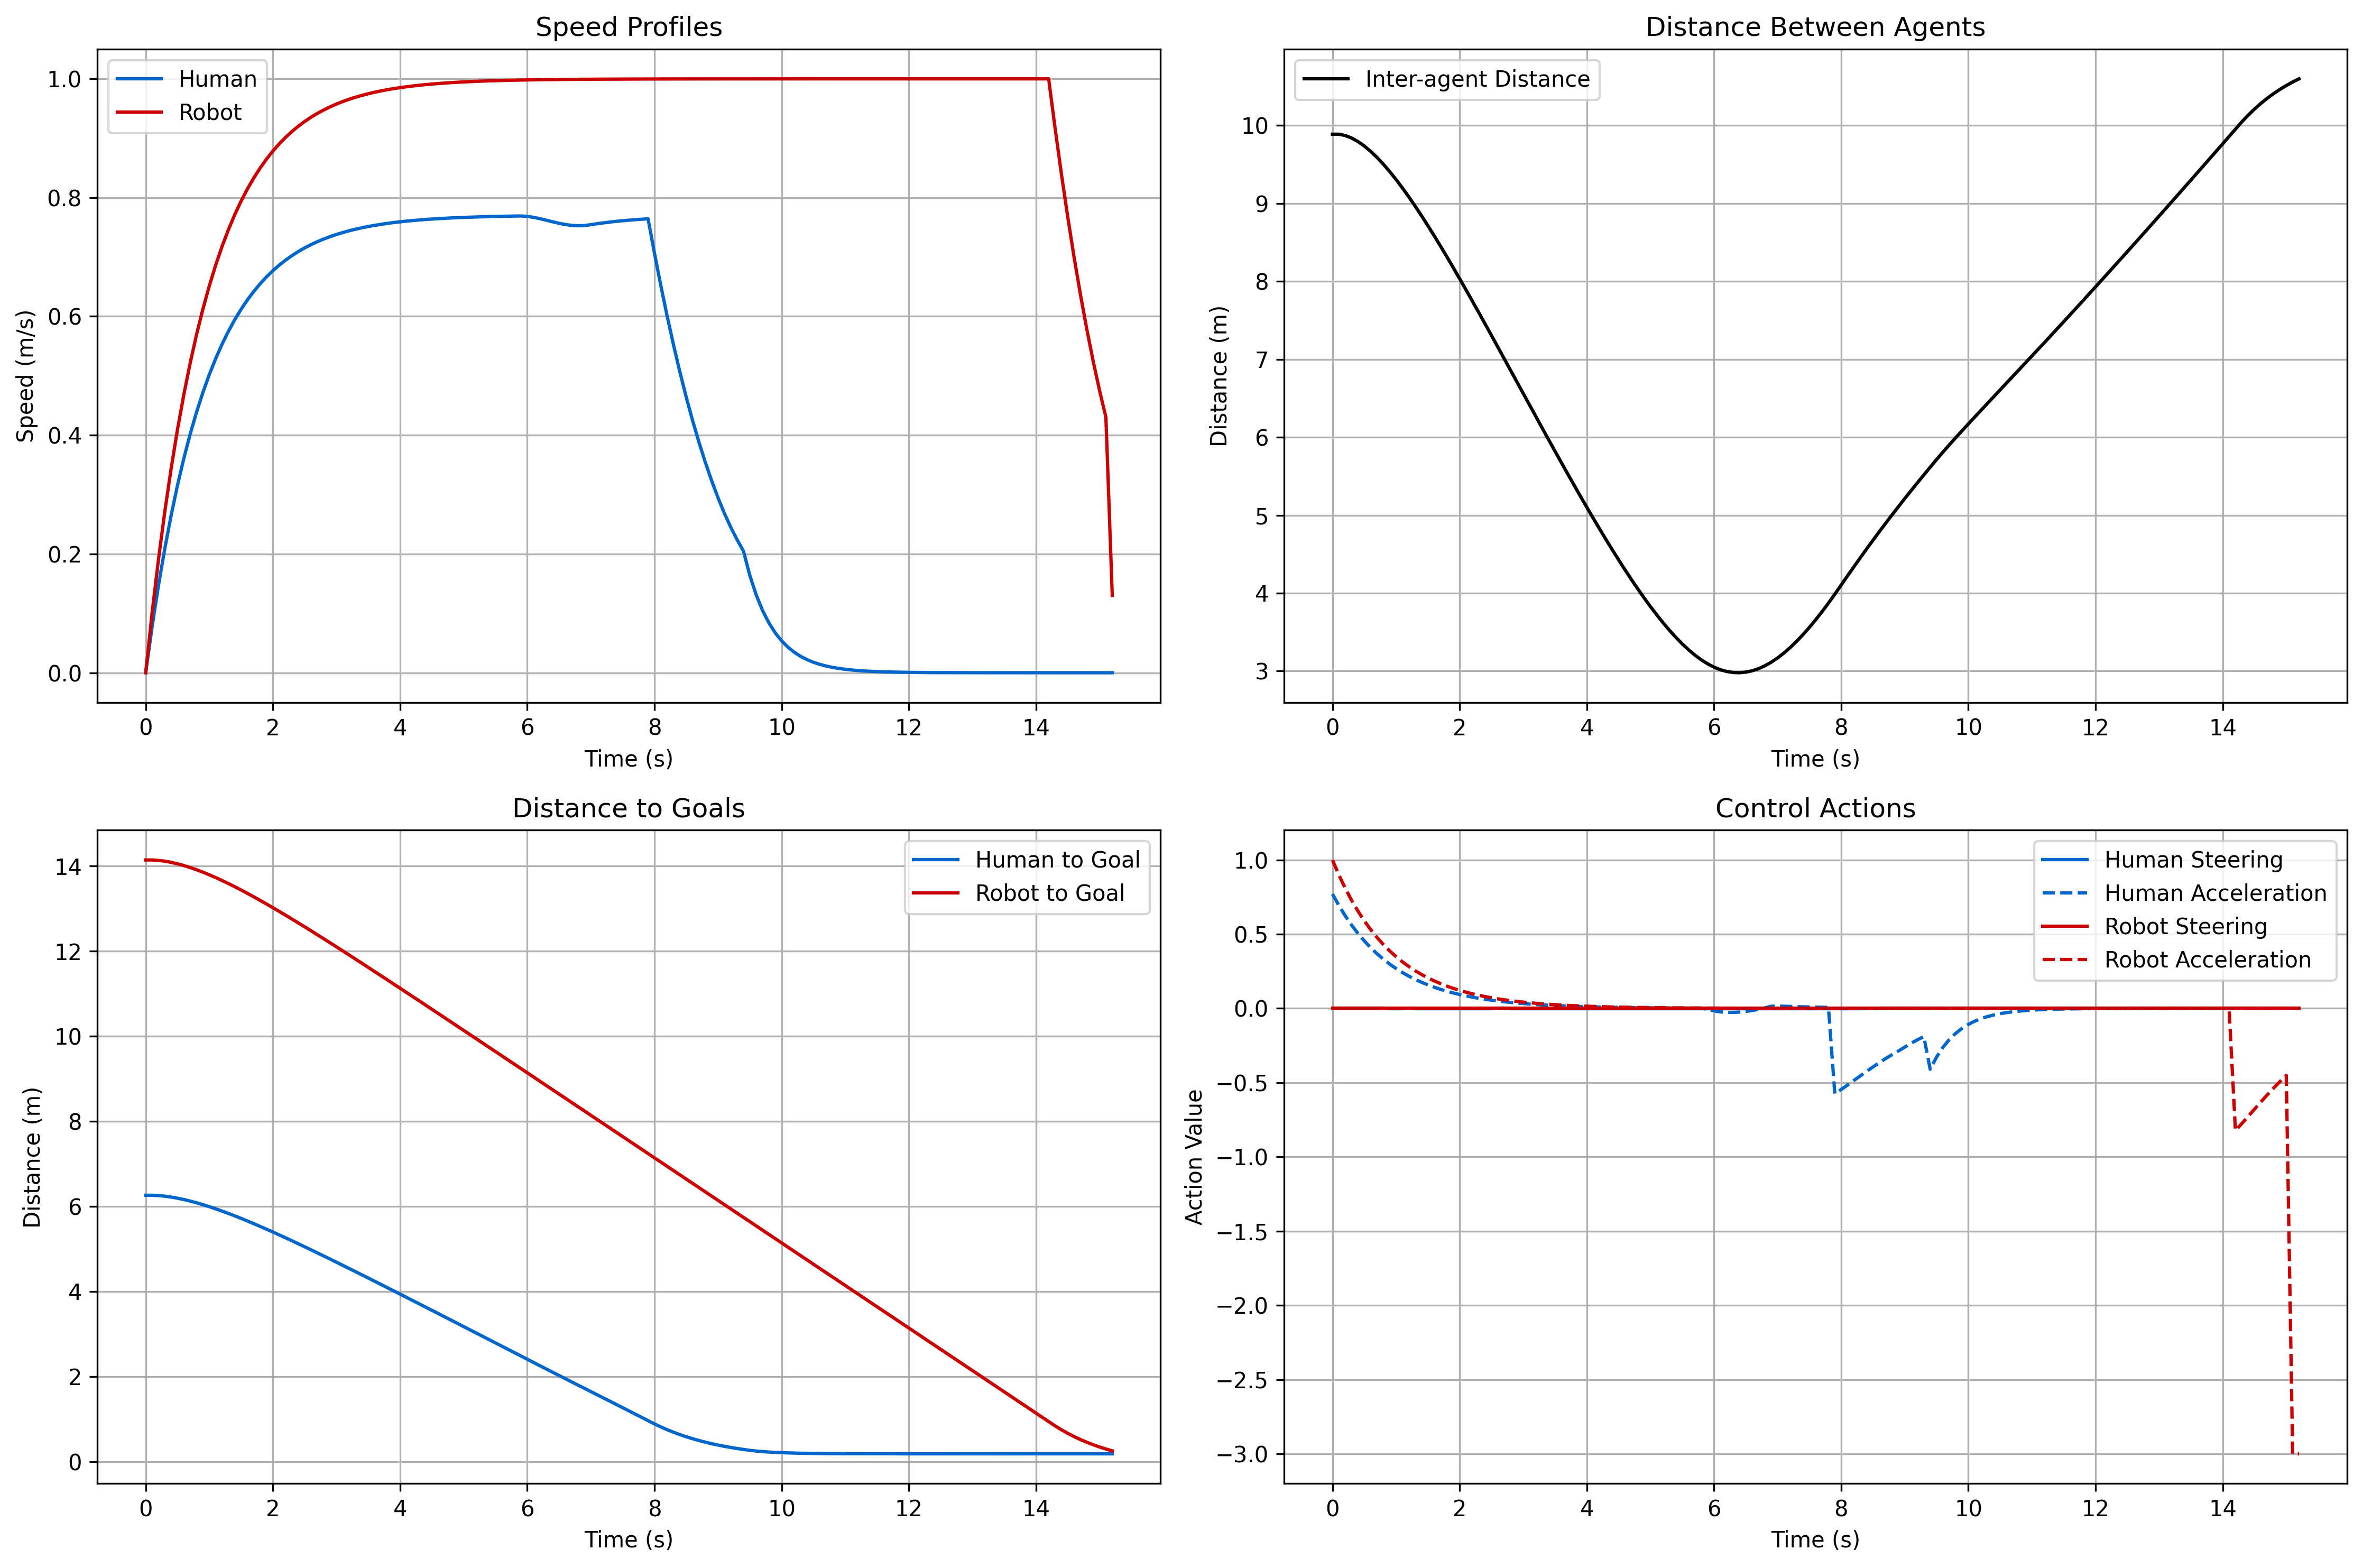 Speed Profiles
Human
Robot
1.0
0.8
0.6
0.4
0.2
0.0
Speed (m/s)
0 2 4 6 8 10 12 14
Time (s)
Distance Between Agents
Inter-agent Distance
10
9
8
7
6
5
4
3
Distance (m)
0 2 4 6 8 10 12 14
Time (s)
Distance to Goals
Human to Goal
Robot to Goal
14
12
10
8
6
4
2
0
Distance (m)
0 2 4 6 8 10 12 14
Time (s)
Control Actions
Human Steering
Human Acceleration
Robot Steering
Robot Acceleration
1.0
0.5
0.0
−0.5
−1.0
−1.5
−2.0
−2.5
−3.0
Action Value
0 2 4 6 8 10 12 14
Time (s)